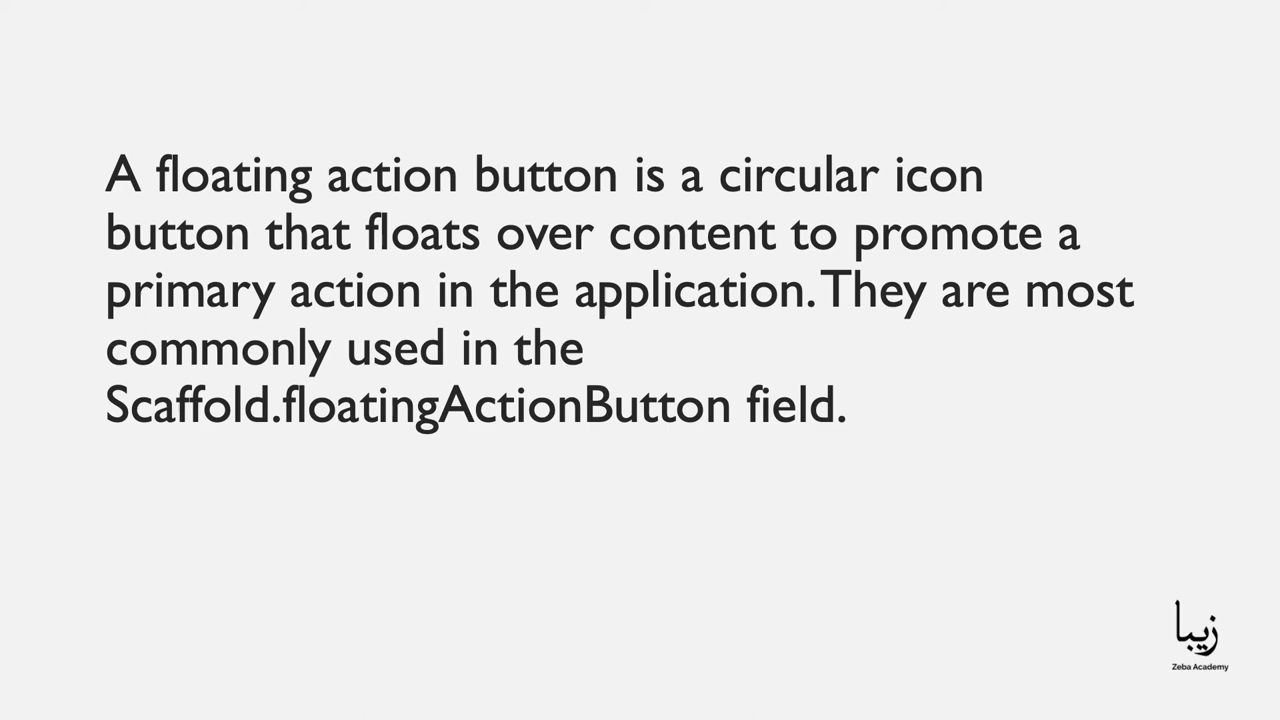 A floating action button is a circular icon
button that floats over content to promote a
primary action in the application. They are most
commonly used in the
Scaffold.floatingActionButton field.
زیبا
Zeba Academy